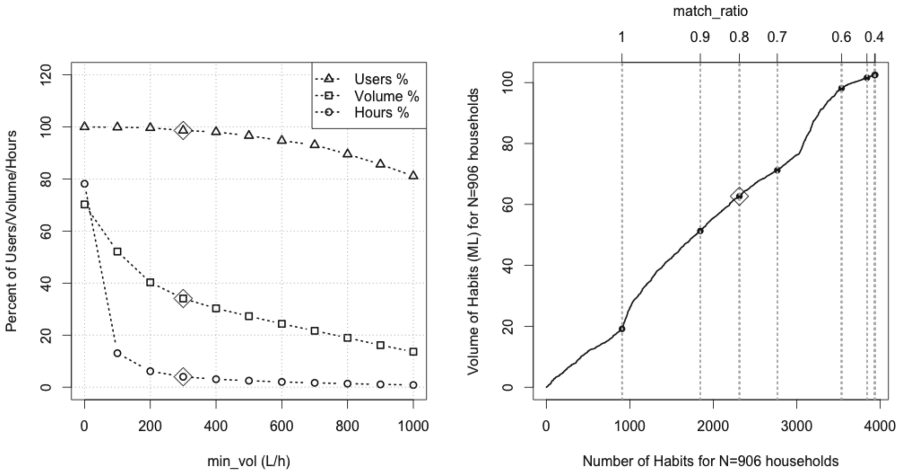 Percent of Users/Volume/Hours
120
100
80
60
40
20
0
Users %
Volume %
Hours %
0 200 400 600 800 1000
min_vol (L/h)
match_ratio
1 0.9 0.8 0.7 0.6 0.4
Volume of Habits (ML) for N=906 households
100
80
60
40
20
0
0 1000 2000 3000 4000
Number of Habits for N=906 households